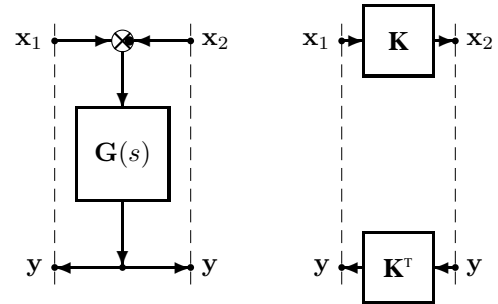 x₁ x₂ x₁ K x₂
G(s)
y y y Kᵀ y